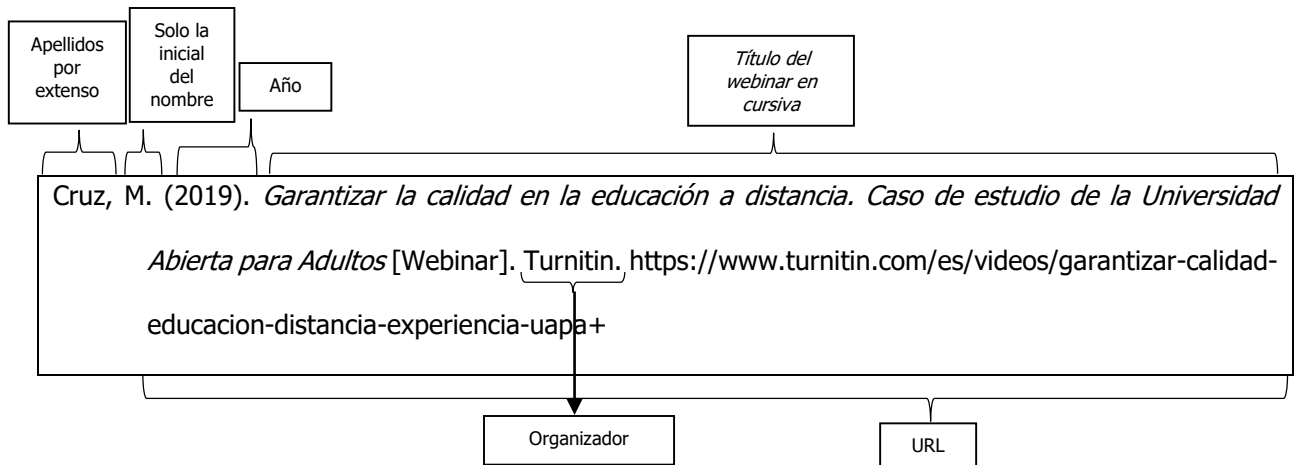 Apellidos
por
extenso
Solo la
inicial
del
nombre
Año
Título del
webinar en
cursiva
Cruz, M. (2019). Garantizar la calidad en la educación a distancia. Caso de estudio de la Universidad
Abierta para Adultos [Webinar]. Turnitin. https://www.turnitin.com/es/videos/garantizar-calidad-
educacion-distancia-experiencia-uapa+
Organizador
URL